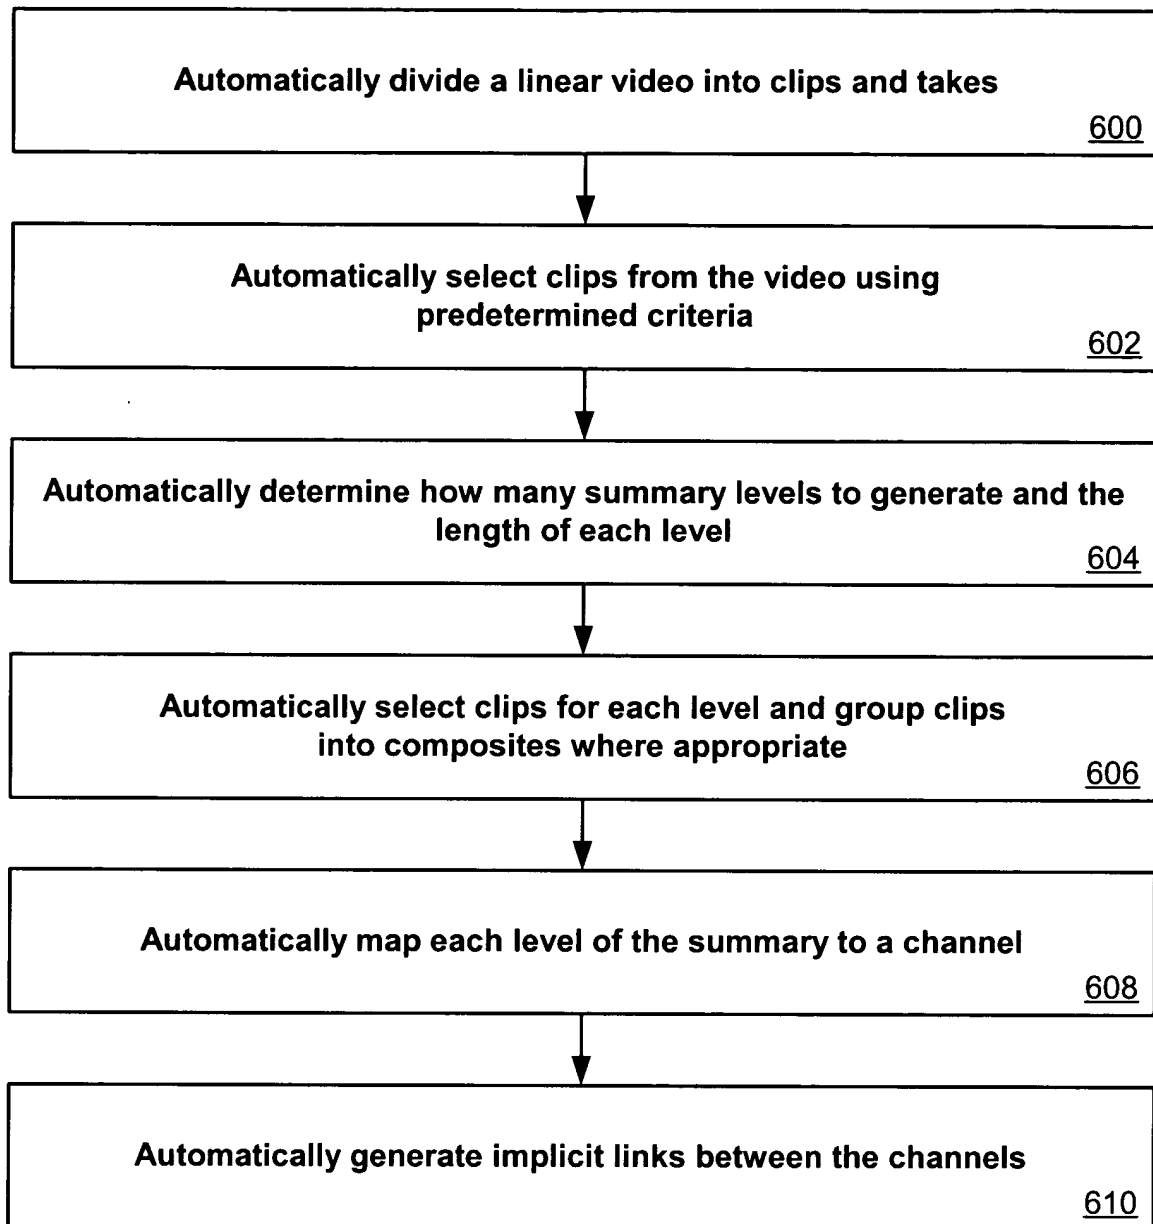 Automatically divide a linear video into clips and takes
600
Automatically select clips from the video using
predetermined criteria
602
Automatically determine how many summary levels to generate and the
length of each level
604
Automatically select clips for each level and group clips
into composites where appropriate
606
Automatically map each level of the summary to a channel
608
Automatically generate implicit links between the channels
610